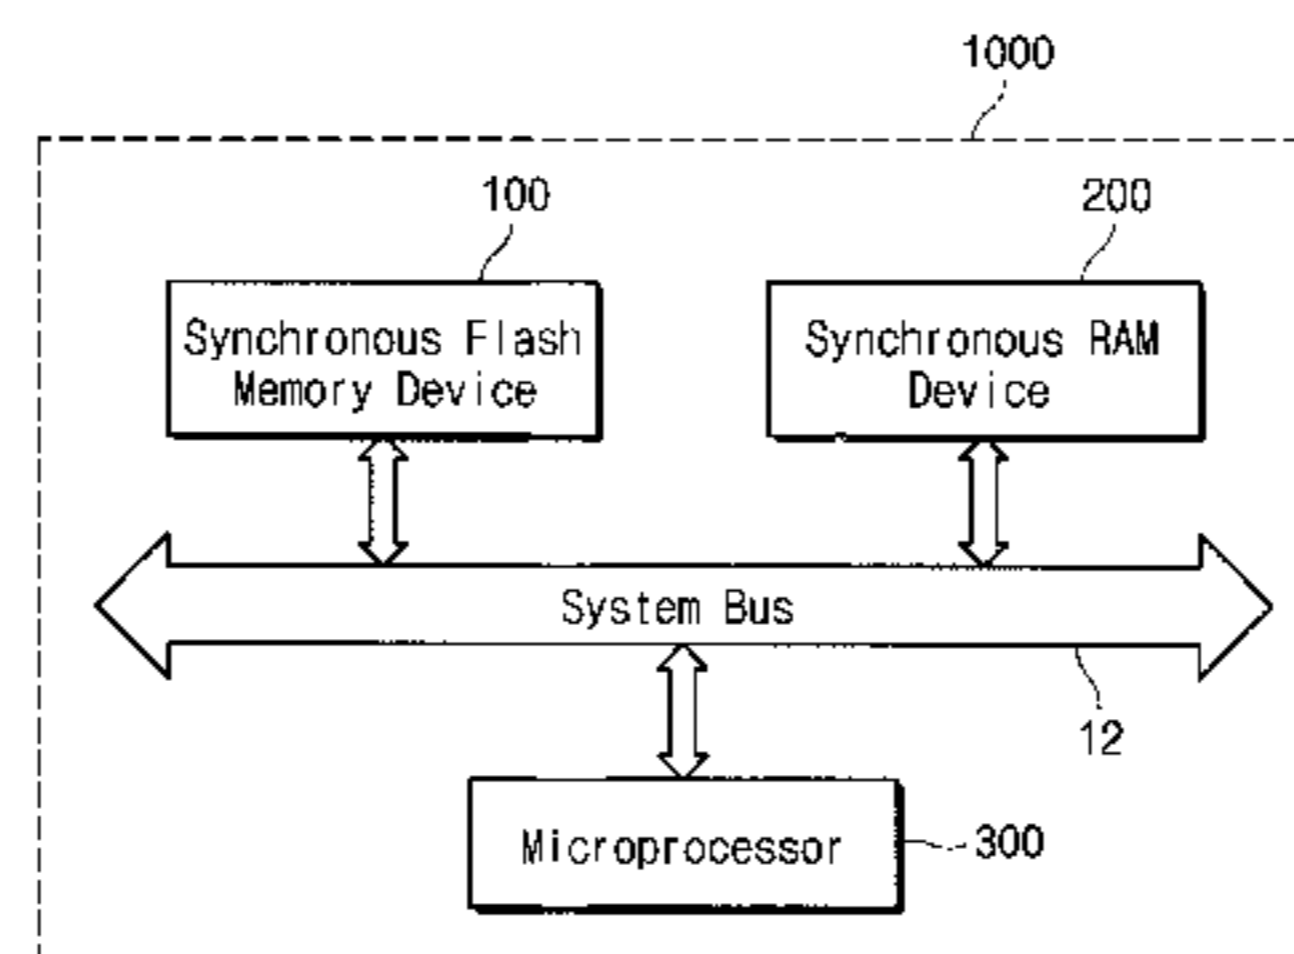 1000
100
200
Synchronous Flash
Memory Device
Synchronous RAM
Device
System Bus
12
Microprocessor
300